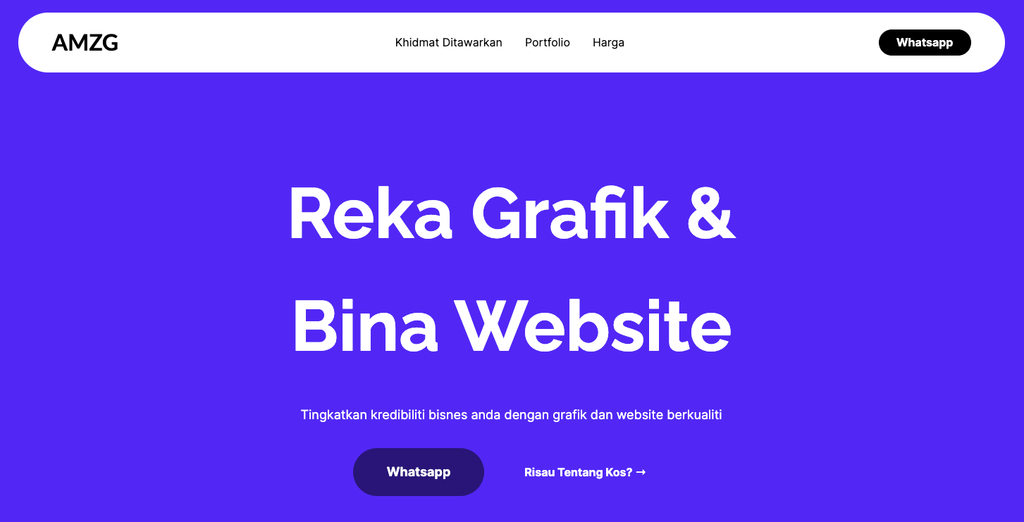 AMZG
Khidmat Ditawarkan
Portfolio
Harga
Whatsapp
Reka Grafik &
Bina Website
Tingkatkan kredibiliti bisnes anda dengan grafik dan website berkualiti
Whatsapp
Risau Tentang Kos? →